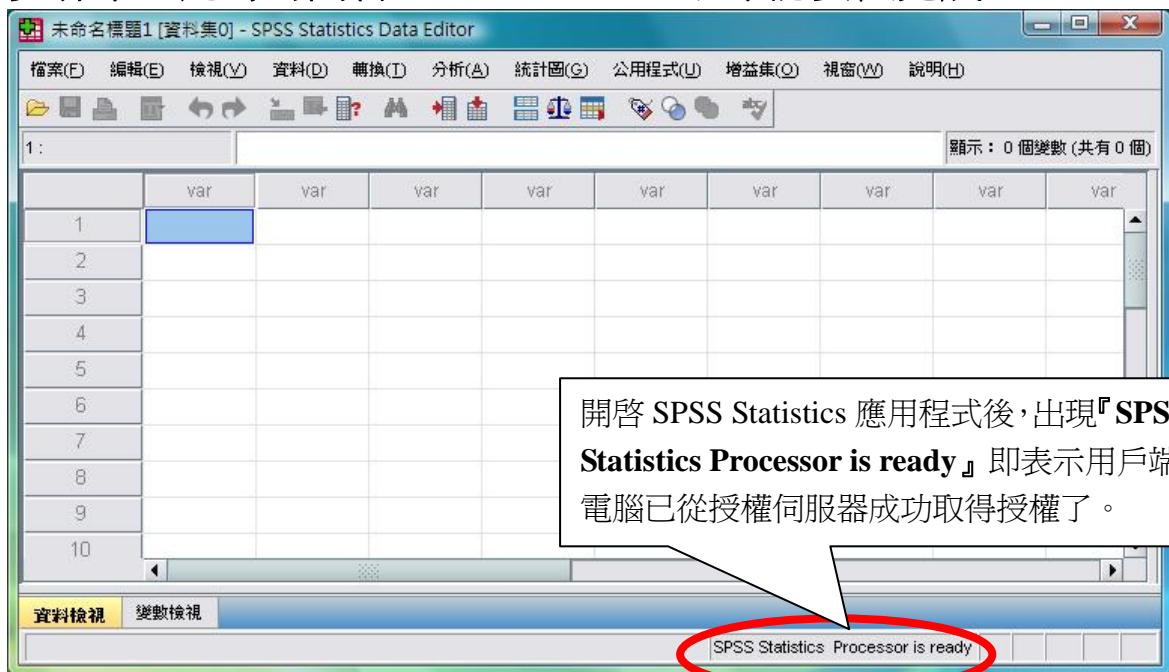 未命名標題1 [資料集0] - SPSS Statistics Data Editor
檔案(F) 編輯(E) 檢視(V) 資料(D) 轉換(T) 分析(A) 統計圖(G) 公用程式(U) 增益集(O) 視窗(W) 說明(H)
1 : 顯示：0 個變數 (共有 0 個)
var var var var var var var var var
1
2
3
4
5
6
7
8
9
10
開啓 SPSS Statistics 應用程式後，出現『SPS
Statistics Processor is ready』即表示用戶端
電腦已從授權伺服器成功取得授權了。
資料檢視 變數檢視
SPSS Statistics Processor is ready